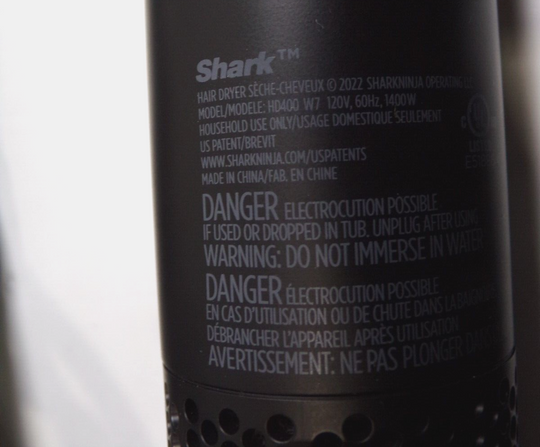 Shark™
HAIR DRYER SÈCHE-CHEVEUX © 2022 SHARKNINJA OPERATING
MODEL/MODELE: HD400 W7 120V, 60Hz, 1400W
HOUSEHOLD USE ONLY/USAGE DOMESTIQUE SEULEMENT
US PATENT/BREVIT
WWW.SHARKNINJA.COM/USPATENTS
MADE IN CHINA/FAB. EN CHINE
DANGER ELECTROCUTION POSSIBLE
IF USED OR DROPPED IN TUB. UNPLUG AFTER USING
WARNING: DO NOT IMMERSE IN WATER
DANGER ÉLECTROCUTION POSSIBLE
EN CAS D'UTILISATION OU DE CHUTE DANS LA BAIGNOIRE
DÉBRANCHER L'APPAREIL APRÈS UTILISATION
AVERTISSEMENT: NE PAS PLONGER